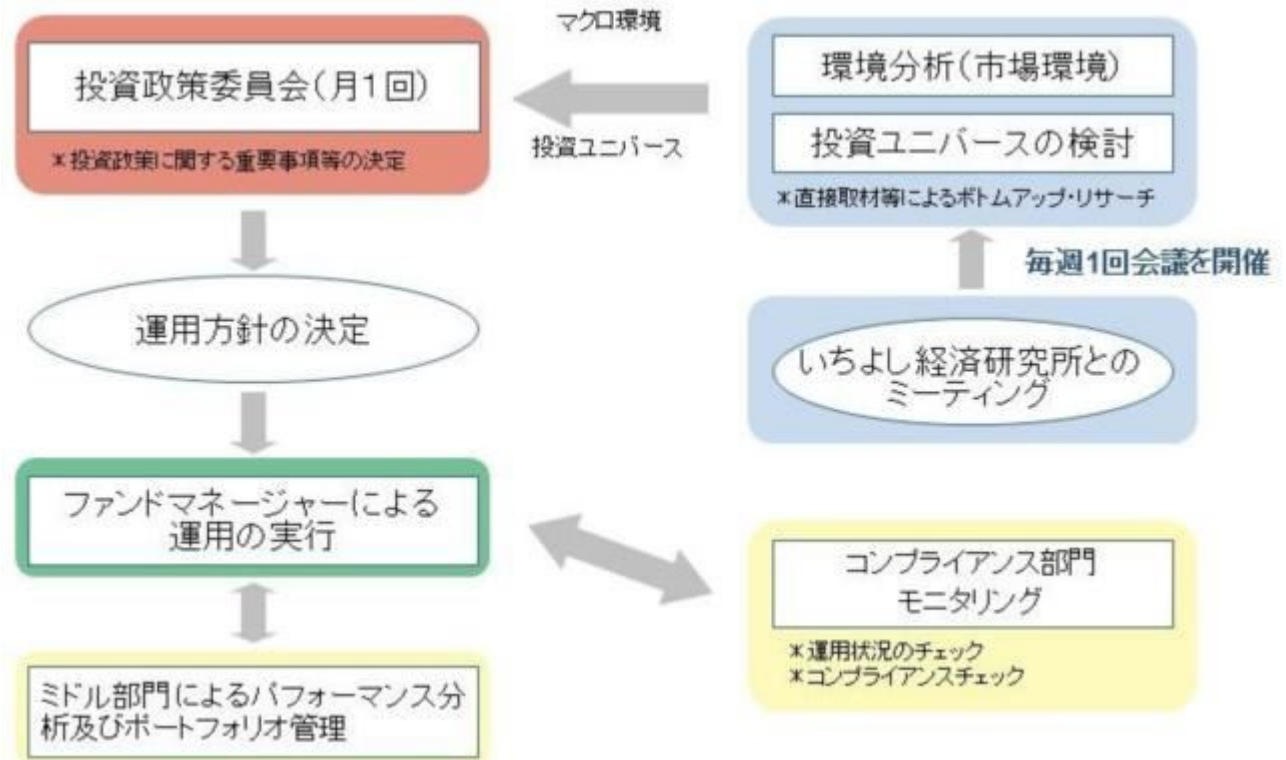 マクロ環境
投資政策委員会(月1回)
*投資政策に関する重要事項等の決定
投資ユニバース
環境分析(市場環境)
投資ユニバースの検討
*直接取材等によるボトムアップ・リサーチ
毎週1回会議を開催
いちよし経済研究所との
ミーティング
運用方針の決定
ファンドマネージャーによる
運用の実行
コンプライアンス部門
モニタリング
*運用状況のチェック
*コンプライアンスチェック
ミドル部門によるパフォーマンス分
析及びポートフォリオ管理